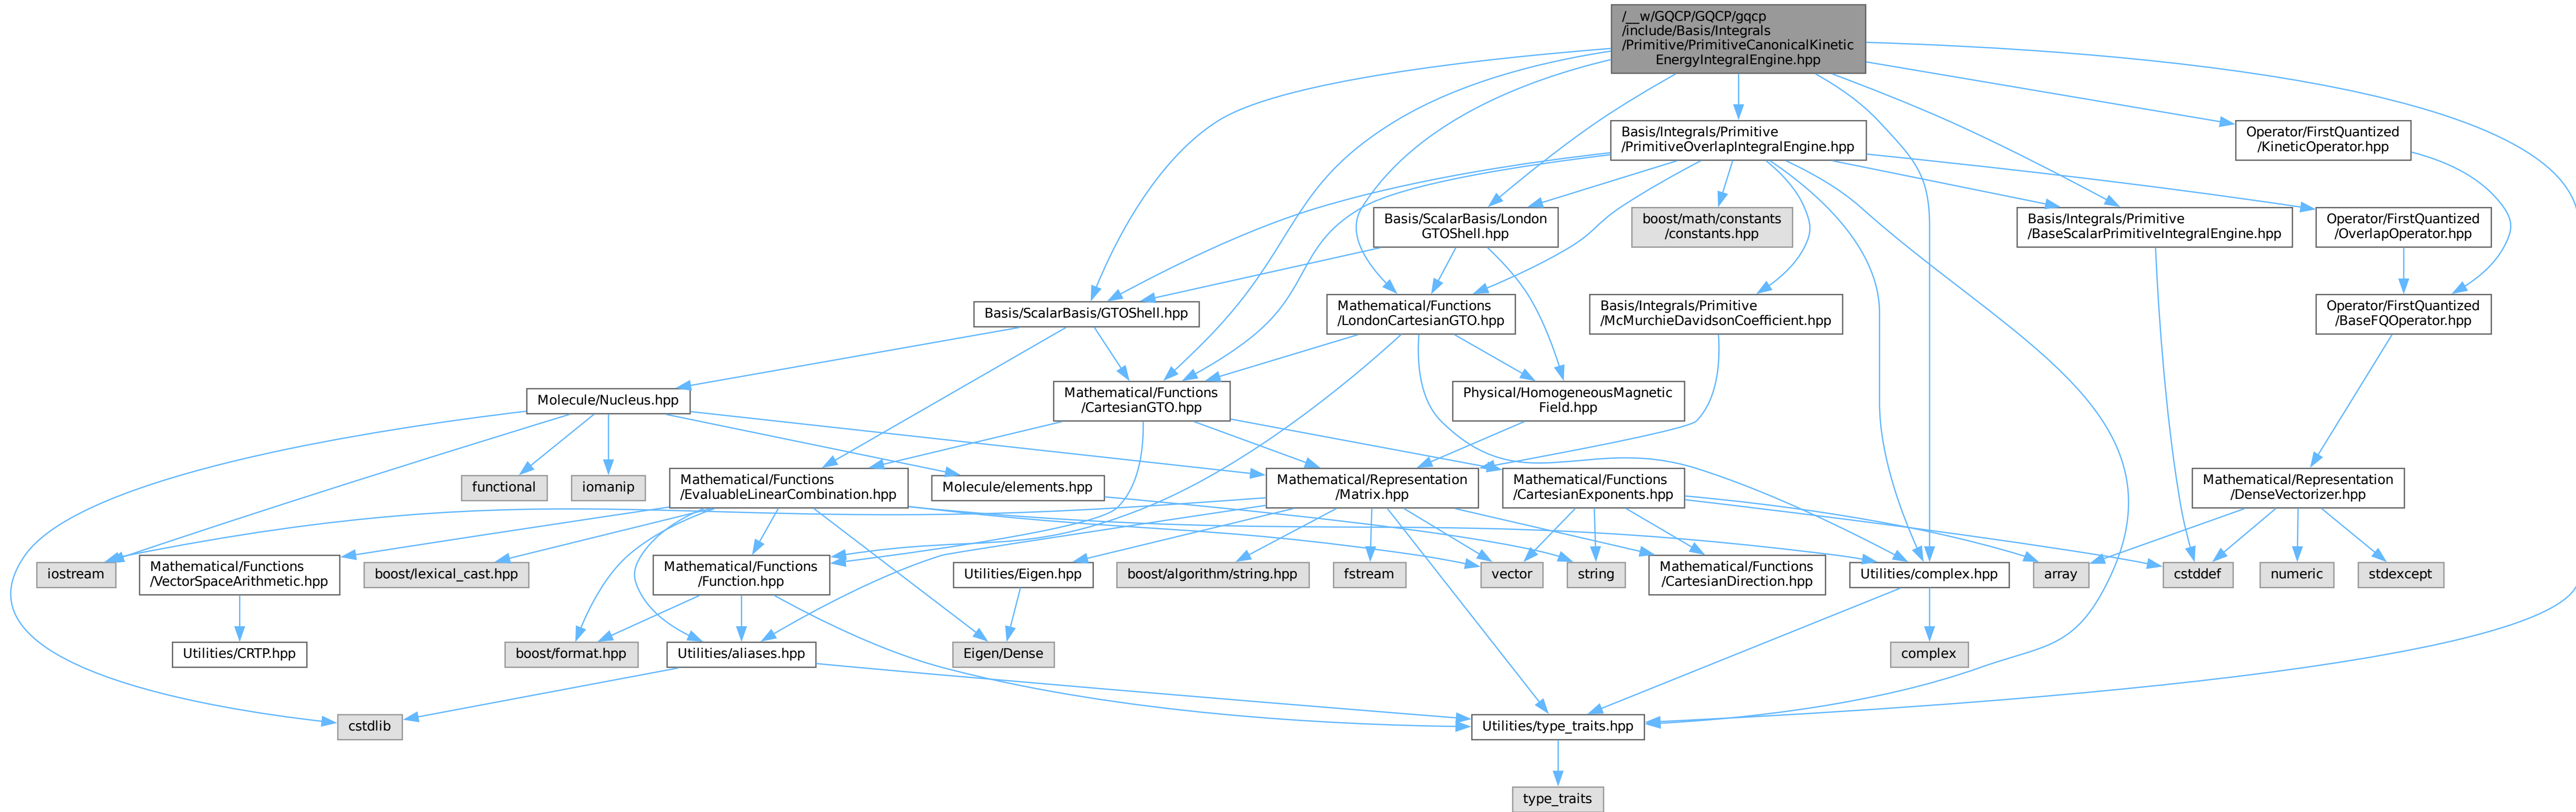 /__w/GQCP/GQCP/gqcp
/include/Basis/Integrals
/Primitive/PrimitiveCanonicalKinetic
EnergyIntegralEngine.hpp
Basis/Integrals/Primitive
/PrimitiveOverlapIntegralEngine.hpp
Operator/FirstQuantized
/KineticOperator.hpp
Basis/ScalarBasis/London
GTOShell.hpp
boost/math/constants
/constants.hpp
Basis/Integrals/Primitive
/BaseScalarPrimitiveIntegralEngine.hpp
Operator/FirstQuantized
/OverlapOperator.hpp
Basis/ScalarBasis/GTOShell.hpp
Mathematical/Functions
/LondonCartesianGTO.hpp
Basis/Integrals/Primitive
/McMurchieDavidsonCoefficient.hpp
Operator/FirstQuantized
/BaseFQOperator.hpp
Molecule/Nucleus.hpp
Mathematical/Functions
/CartesianGTO.hpp
Physical/HomogeneousMagnetic
Field.hpp
functional
iomanip
Mathematical/Functions
/EvaluableLinearCombination.hpp
Molecule/elements.hpp
Mathematical/Representation
/Matrix.hpp
Mathematical/Functions
/CartesianExponents.hpp
Mathematical/Representation
/DenseVectorizer.hpp
iostream
Mathematical/Functions
/VectorSpaceArithmetic.hpp
boost/lexical_cast.hpp
Mathematical/Functions
/Function.hpp
Utilities/Eigen.hpp
boost/algorithm/string.hpp
fstream
vector
string
Mathematical/Functions
/CartesianDirection.hpp
Utilities/complex.hpp
array
cstddef
numeric
stdexcept
Utilities/CRTP.hpp
boost/format.hpp
Utilities/aliases.hpp
Eigen/Dense
complex
cstdlib
Utilities/type_traits.hpp
type_traits